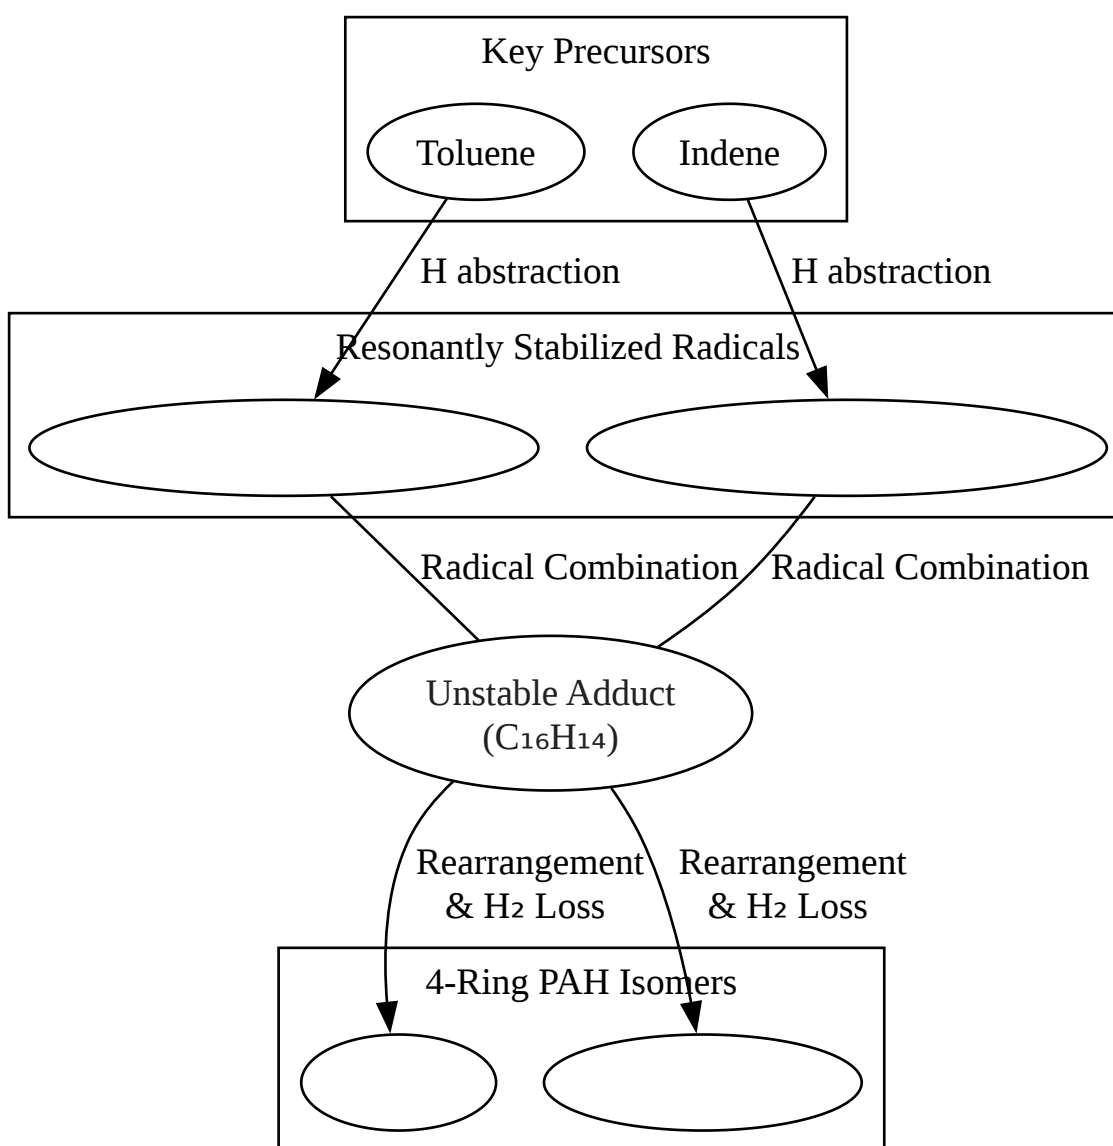 Key Precursors
Toluene
Indene
H abstraction
H abstraction
Resonantly Stabilized Radicals
Radical Combination
Radical Combination
Unstable Adduct
(C₁₆H₁₄)
Rearrangement
& H₂ Loss
Rearrangement
& H₂ Loss
4-Ring PAH Isomers